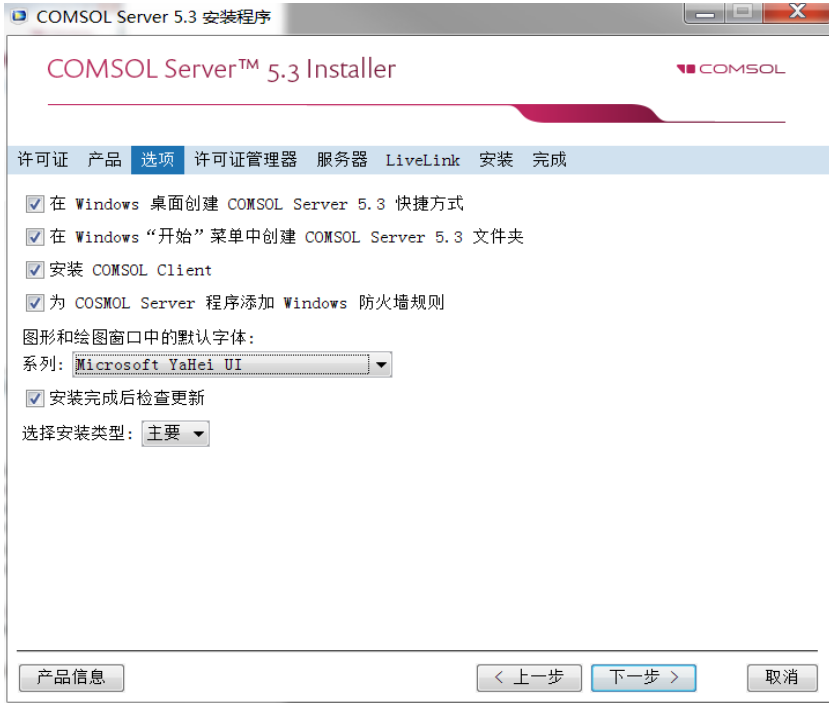 COMSOL Server 5.3 安装程序
COMSOL Server™ 5.3 Installer
COMSOL
许可证 产品 选项 许可证管理器 服务器 LiveLink 安装 完成
在 Windows 桌面创建 COMSOL Server 5.3 快捷方式
在 Windows“开始”菜单中创建 COMSOL Server 5.3 文件夹
安装 COMSOL Client
为 COSMOL Server 程序添加 Windows 防火墙规则
图形和绘图窗口中的默认字体:
系列: Microsoft YaHei UI
安装完成后检查更新
选择安装类型: 主要
产品信息 < 上一步 下一步 > 取消